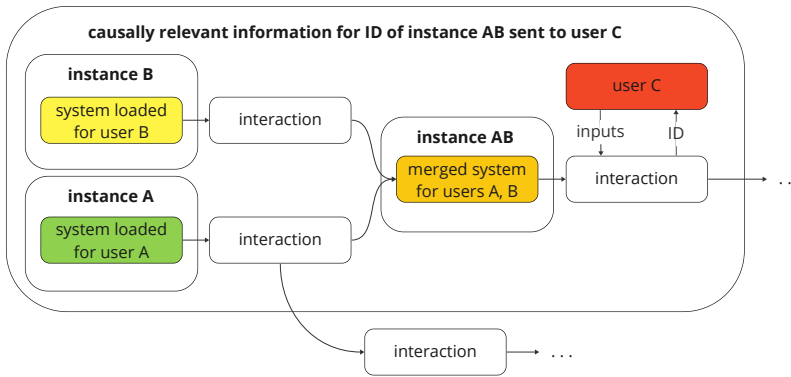 causally relevant information for ID of instance AB sent to user C
instance B
system loaded
for user B
interaction
instance A
system loaded
for user A
interaction
instance AB
merged system
for users A, B
user C
inputs
ID
interaction
. .
interaction
. . .